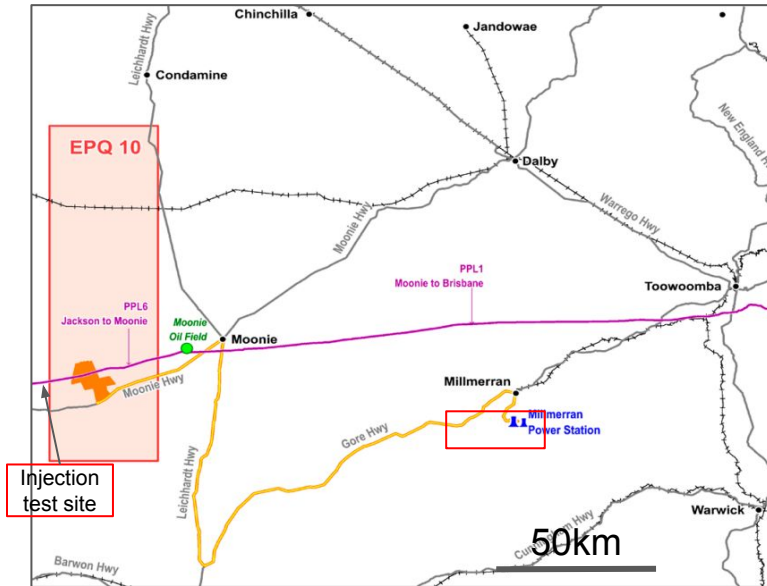 Chinchilla
Jandowae
Leichhardt Hwy
Condamine
EPQ 10
New England H
Dalby
Moonie Hwy
Warrego Hwy
PPL1
Moonie to Brisbane
Toowoomba
PPL6
Jackson to Moonie
Moonie
Oil Field
Moonie
Moonie Hwy
Millmerran
Millmerran
Power Station
Gore Hwy
Injection
test site
Leichhardt Hwy
Warwick
50km
Cunningham Hwy
Barwon Hwy